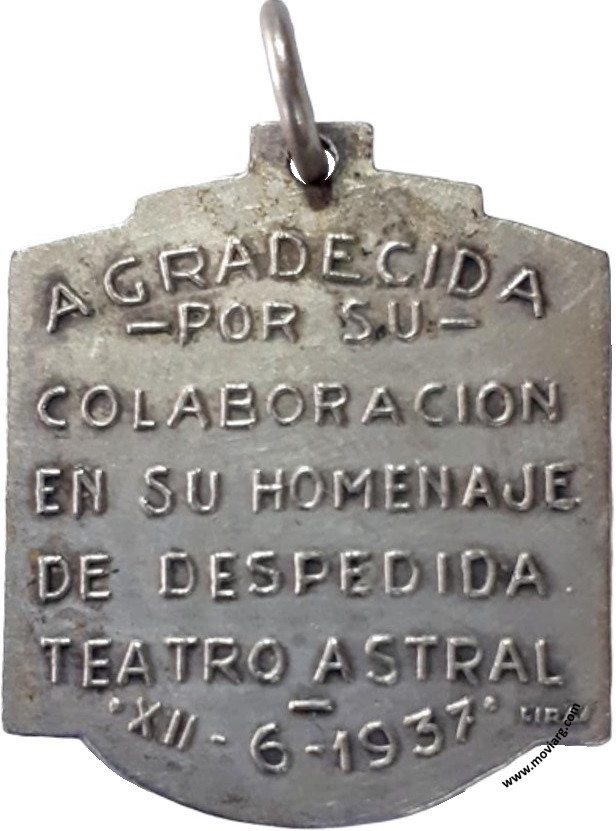 AGRADECIDA
—POR SU—
COLABORACION
EN SU HOMENAJE
DE DESPEDIDA
TEATRO ASTRAL
XII-6-1937
www.moviarg.com